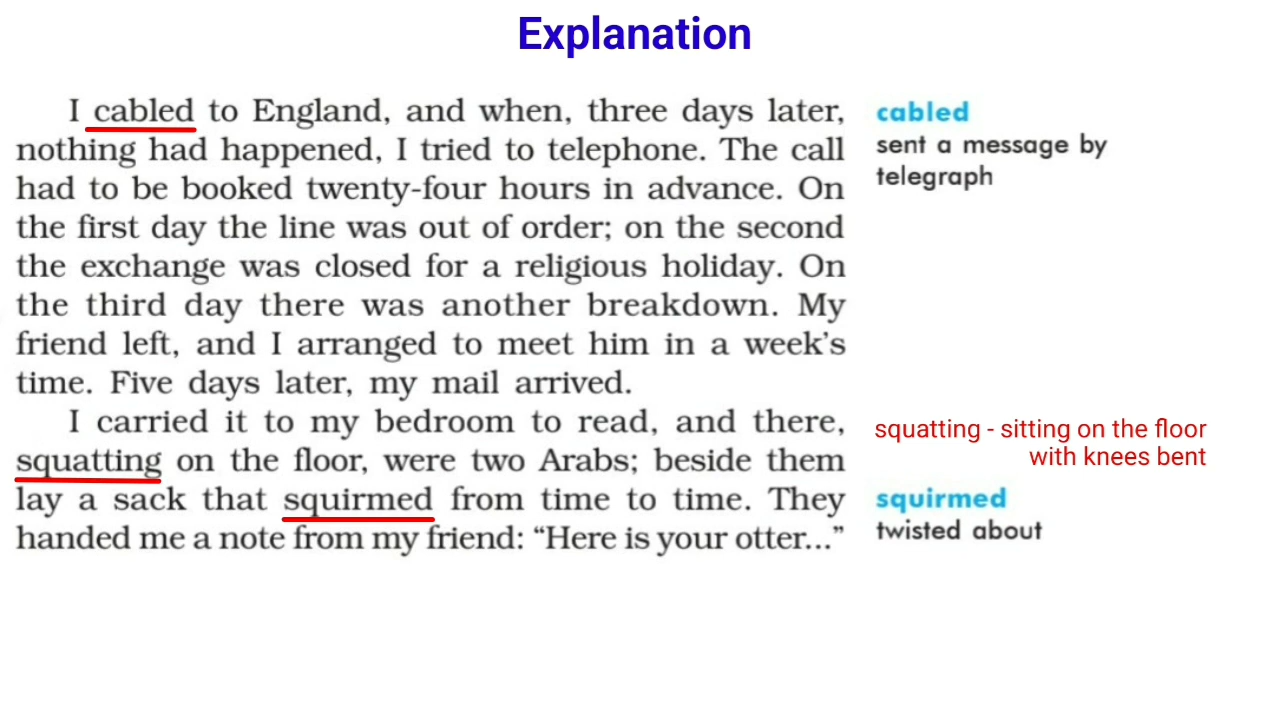 Explanation
I cabled to England, and when, three days later,
nothing had happened, I tried to telephone. The call
had to be booked twenty-four hours in advance. On
the first day the line was out of order; on the second
the exchange was closed for a religious holiday. On
the third day there was another breakdown. My
friend left, and I arranged to meet him in a week's
time. Five days later, my mail arrived.
I carried it to my bedroom to read, and there,
squatting on the floor, were two Arabs; beside them
lay a sack that squirmed from time to time. They
handed me a note from my friend: “Here is your otter...”
cabled
sent a message by
telegraph
squatting - sitting on the floor
with knees bent
squirmed
twisted about